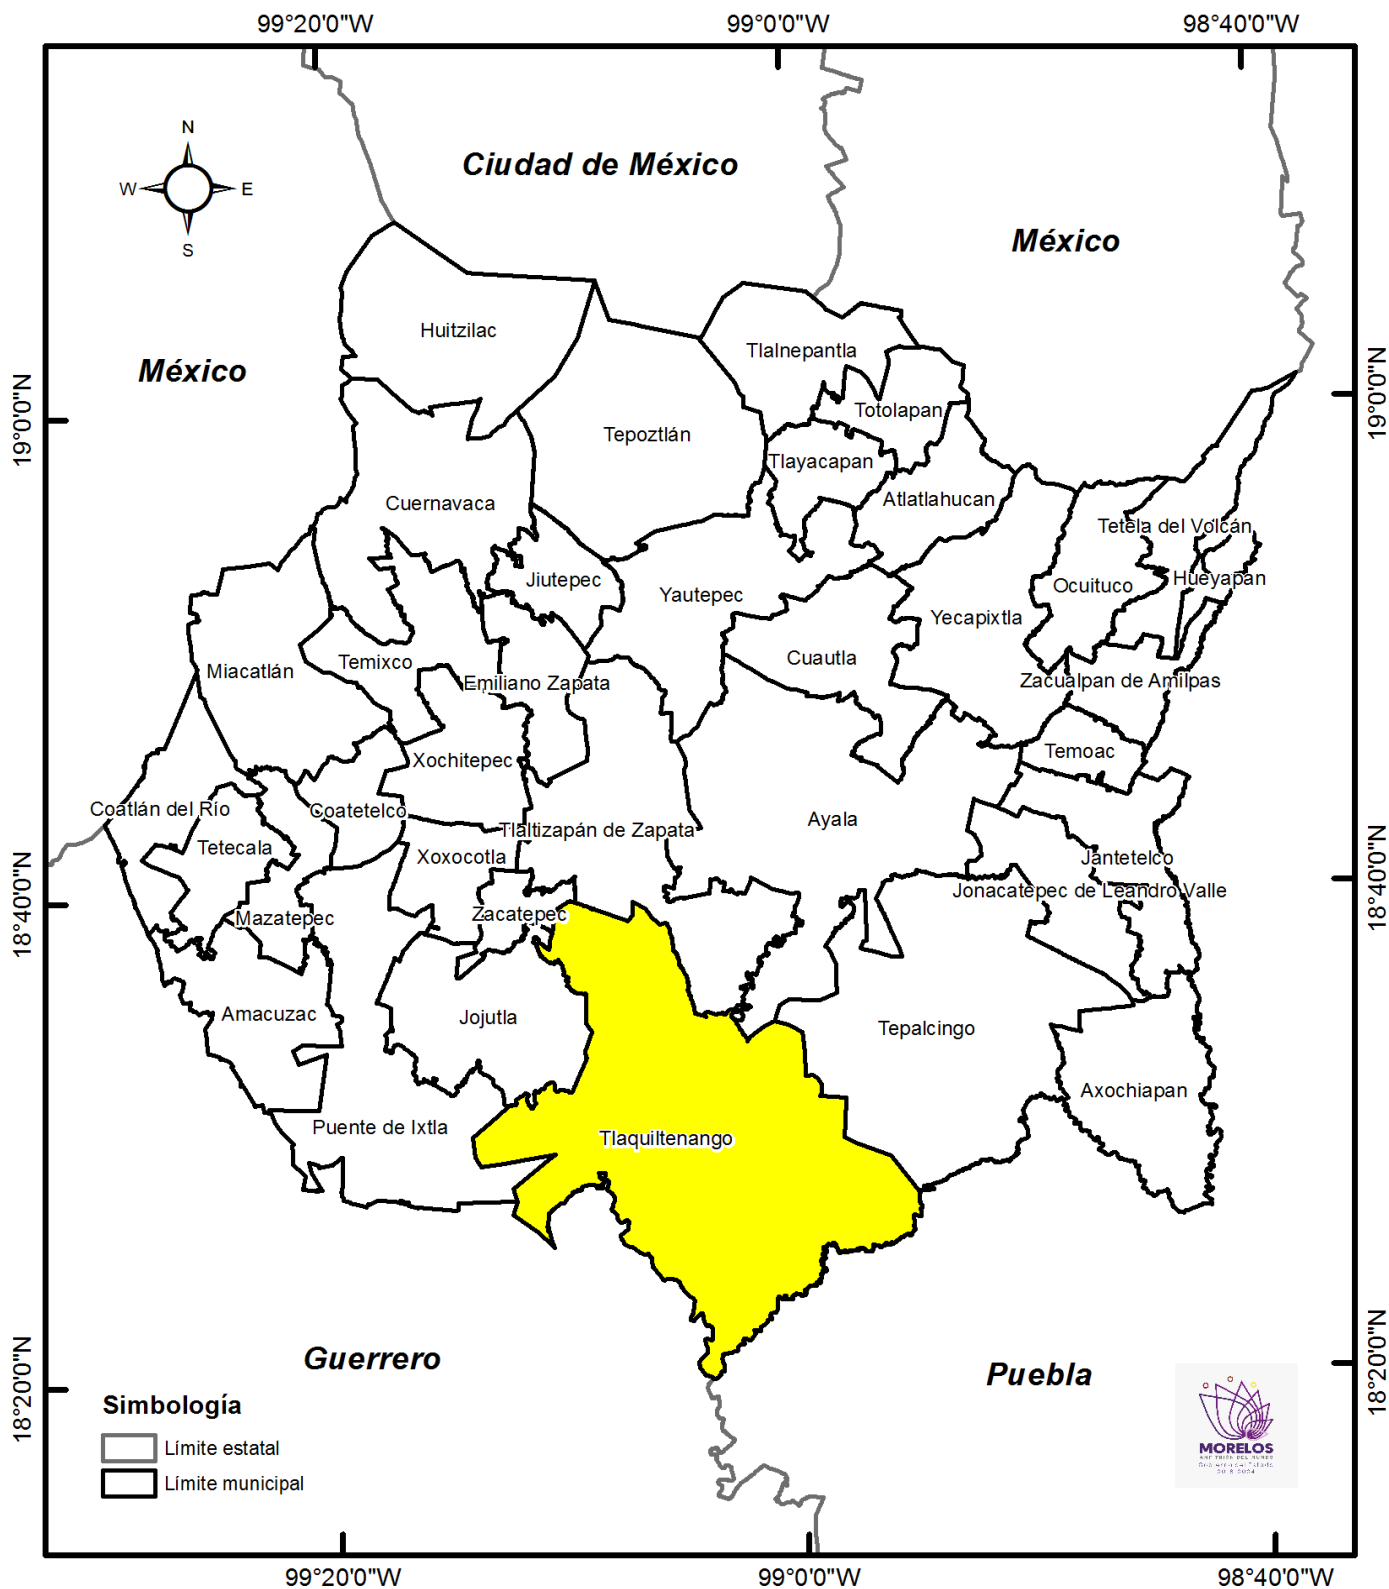 99°20'0"W
99°0'0"W
98°40'0"W
N
W
E
S
Ciudad de México
México
México
Huitzilac
Tlalnepantla
Totolapan
Tepoztlán
Tlayacapan
Atlatlahucan
Cuernavaca
Tetela del Volcán
Hueyapan
Ocuituco
Jiutepec
Yautepec
Yecapixtla
Cuautla
Temixco
Miacatlán
Emiliano Zapata
Zacualpan de Amilpas
Temoac
Xochitepec
Coatlán del Río
Coatetelco
Ayala
Tlaltizapán de Zapata
Tetecala
Xoxocotla
Jantetelco
Jonacatepec de Leandro Valle
Mazatepec
Zacatepec
Amacuzac
Jojutla
Tepalcingo
Axochiapan
Puente de Ixtla
Tlaquiltenango
Guerrero
Puebla
19°0'0"N
19°0'0"N
18°40'0"N
18°40'0"N
18°20'0"N
18°20'0"N
Simbología
Límite estatal
Límite municipal
MORELOS
99°20'0"W
99°0'0"W
98°40'0"W